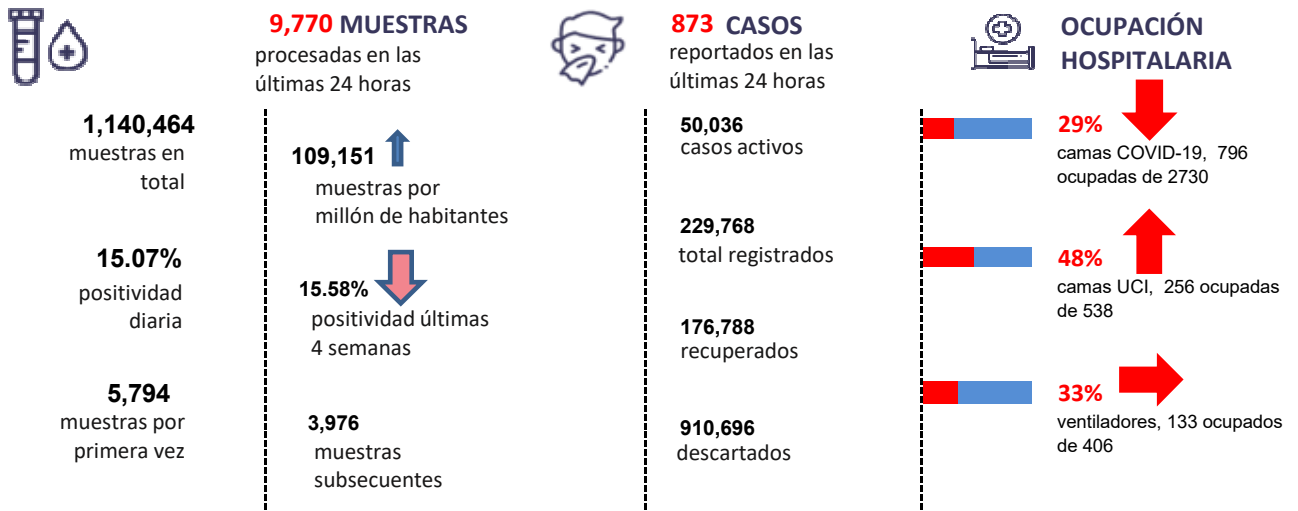 9,770 MUESTRAS
procesadas en las
últimas 24 horas
1,140,464
muestras en
total
109,151
muestras por
millón de habitantes
15.07%
positividad
diaria
15.58%
positividad últimas
4 semanas
5,794
muestras por
primera vez
3,976
muestras
subsecuentes
873 CASOS
reportados en las
últimas 24 horas
50,036
casos activos
229,768
total registrados
176,788
recuperados
910,696
descartados
OCUPACIÓN
HOSPITALARIA
29%
camas COVID-19, 796
ocupadas de 2730
48%
camas UCI, 256 ocupadas
de 538
33%
ventiladores, 133 ocupados
de 406